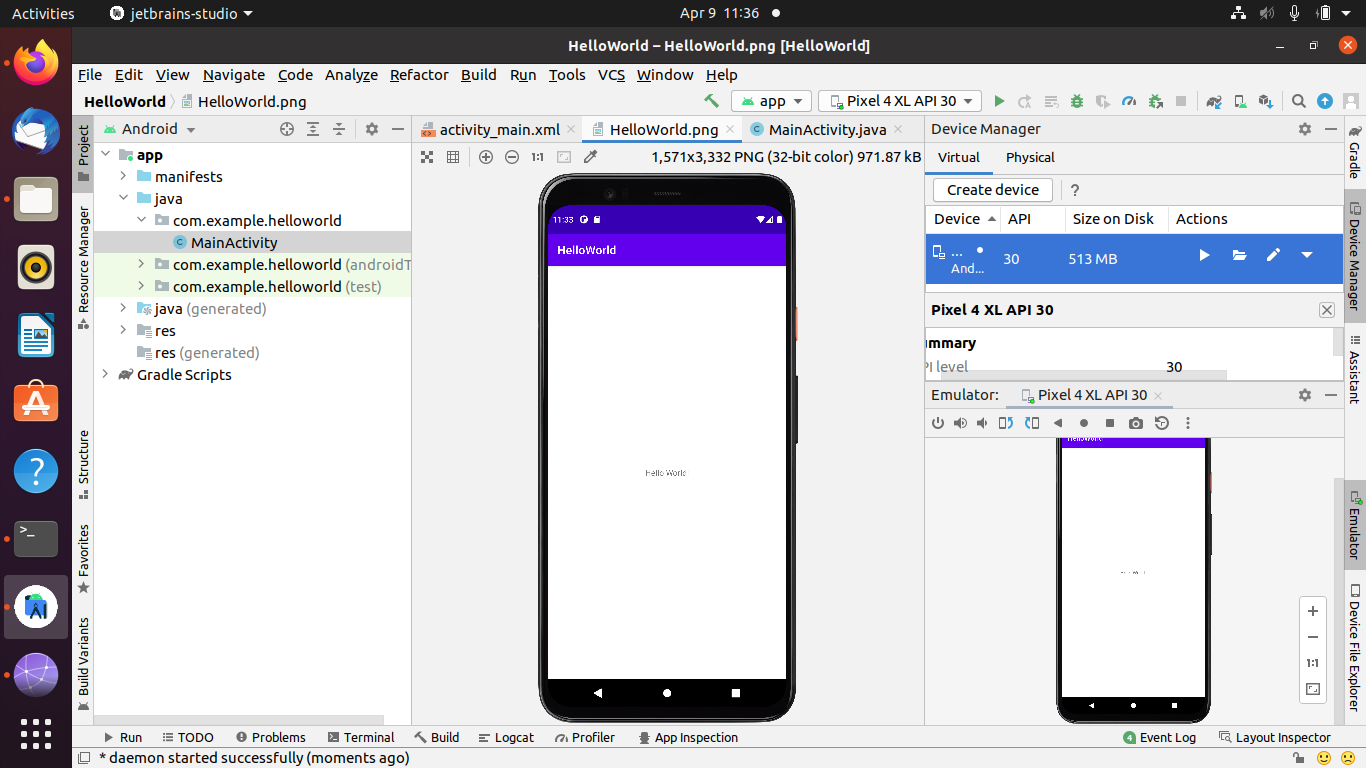 Activities jetbrains-studio Apr 9 11:36
HelloWorld – HelloWorld.png [HelloWorld]
File Edit View Navigate Code Analyze Refactor Build Run Tools VCS Window Help
HelloWorld HelloWorld.png app Pixel 4 XL API 30
Project
Resource Manager
Structure
Favorites
Build Variants
Android
app
manifests
java
com.example.helloworld
MainActivity
com.example.helloworld (androidT
com.example.helloworld (test)
java (generated)
res
res (generated)
Gradle Scripts
activity_main.xml HelloWorld.png MainActivity.java
1:1 1,571x3,332 PNG (32-bit color) 971.87 kB
11:33
HelloWorld
Hello World
Device Manager
Virtual Physical
Create device ?
Device API Size on Disk Actions
...
And... 30 513 MB
Pixel 4 XL API 30
ummary
PI level 30
Emulator: Pixel 4 XL API 30
HelloWorld
1:1
Gradle
Device Manager
Assistant
Emulator
Device File Explorer
Run TODO Problems Terminal Build Logcat Profiler App Inspection 4 Event Log Layout Inspector
* daemon started successfully (moments ago)